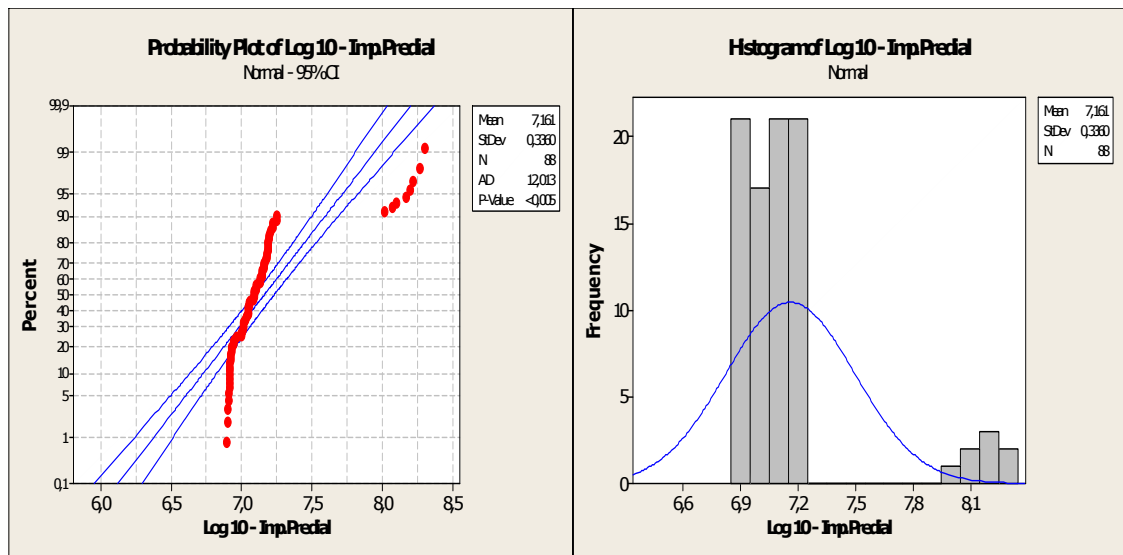 Probability Plot of Log 10 - Imp.Predial
Normal - 95% CI
99,9
99
95
90
80
70
60
50
40
30
20
10
5
1
0,1
Percent
6,0 6,5 7,0 7,5 8,0 8,5
Log 10 - Imp.Predial
Mean 7,161
StDev 0,3360
N 88
AD 12,013
P-Value <0,005
Histogram of Log 10 - Imp.Predial
Normal
20
15
10
5
0
Frequency
6,6 6,9 7,2 7,5 7,8 8,1
Log 10 - Imp.Predial
Mean 7,161
StDev 0,3360
N 88